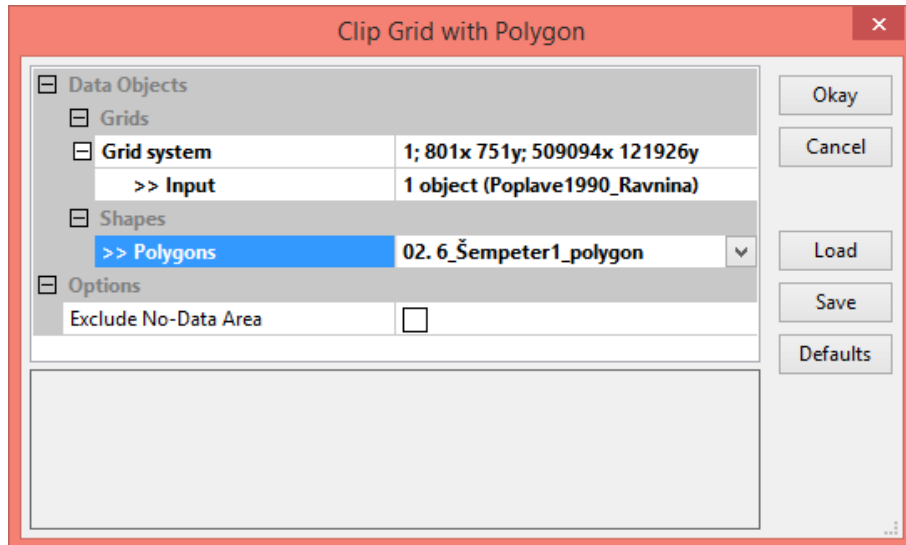 Clip Grid with Polygon
Data Objects
Grids
Grid system 1; 801x 751y; 509094x 121926y
>> Input 1 object (Poplave1990_Ravnina)
Shapes
>> Polygons 02. 6_Šempeter1_polygon
Options
Exclude No-Data Area
Okay
Cancel
Load
Save
Defaults